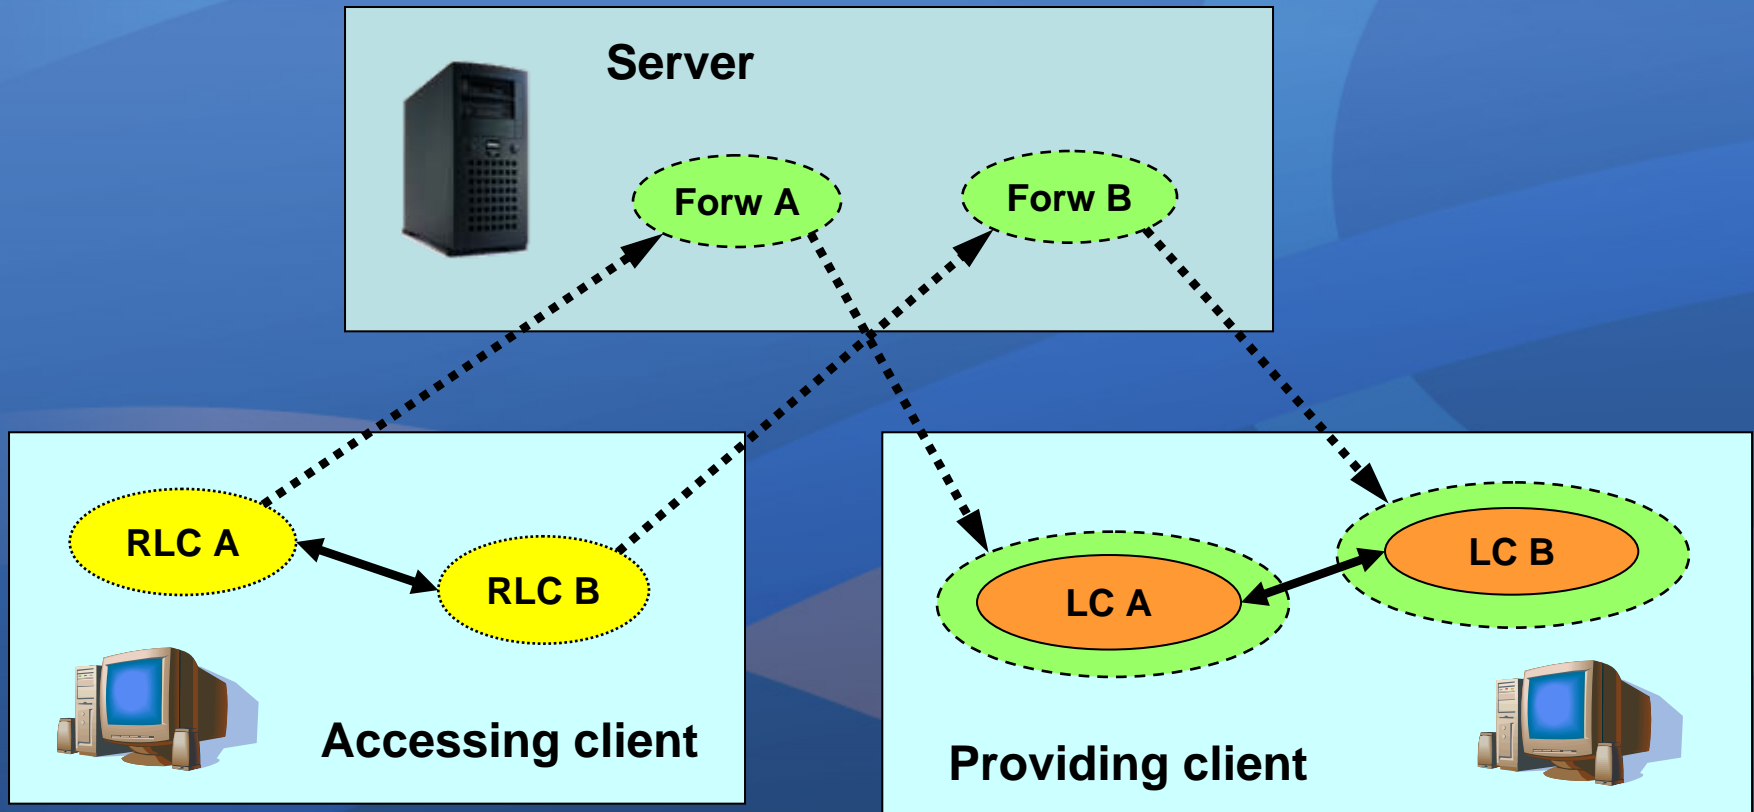 Server
Forw A
Forw B
RLC A
RLC B
LC A
LC B
Accessing client
Providing client